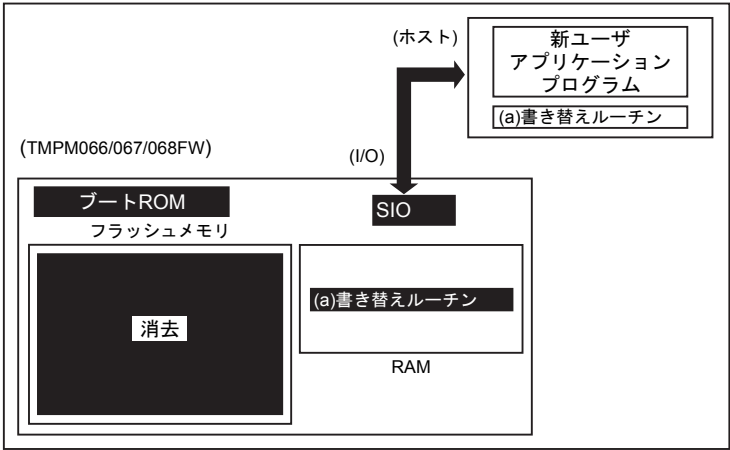 (ホスト)
新ユーザ
アプリケーション
プログラム
(a)書き替えルーチン
(TMPM066/067/068FW)
(I/O)
ブートROM
SIO
フラッシュメモリ
(a)書き替えルーチン
消去
RAM